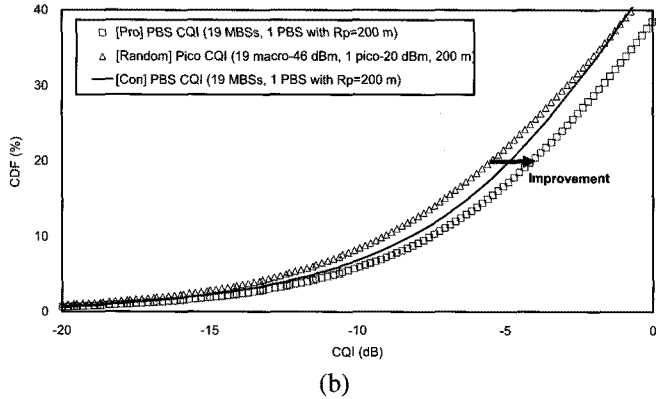 40
30
20
10
0
CDF (%)
[Pro] PBS CQI (19 MBSs, 1 PBS with Rp=200 m)
[Random] Pico CQI (19 macro-46 dBm, 1 pico-20 dBm, 200 m)
[Con] PBS CQI (19 MBSs, 1 PBS with Rp=200 m)
Improvement
-20 -15 -10 -5 0
CQI (dB)
(b)